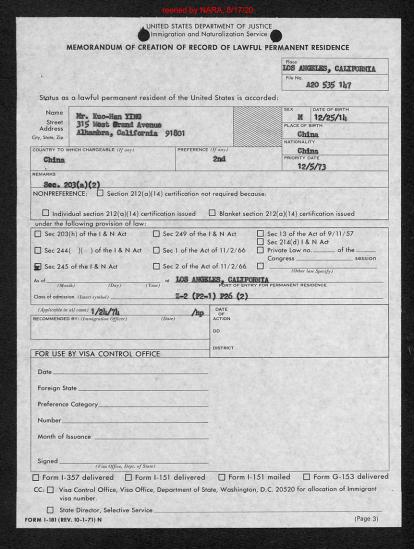 reened by NARA, 8/17/20
UNITED STATES DEPARTMENT OF JUSTICE
Immigration and Naturalization Service
MEMORANDUM OF CREATION OF RECORD OF LAWFUL PERMANENT RESIDENCE
Place
LOS ANGELES, CALIFORNIA
File No.
A20 535 147
Status as a lawful permanent resident of the United States is accorded:
Name Mr. Kuo-Han YING
Street Address 315 West Grand Avenue
City, State, Zip Alhambra, California 91801
SEX M DATE OF BIRTH 12/25/14
PLACE OF BIRTH
China
NATIONALITY
China
COUNTRY TO WHICH CHARGEABLE (If any) China
PREFERENCE (If any) 2nd
PRIORITY DATE
12/5/73
REMARKS
Sec. 203(a)(2)
NONPREFERENCE: Section 212(a)(14) certification not required because:
Individual section 212(a)(14) certification issued Blanket section 212(a)(14) certification issued
under the following provision of law:
Sec 203(h) of the I & N Act Sec 249 of the I & N Act Sec 13 of the Act of 9/11/57
Sec 214(d) I & N Act
Sec 244( )( ) of the I & N Act Sec 1 of the Act of 11/2/66 Private Law no. of the
Congress session
Sec 245 of the I & N Act Sec 2 of the Act of 11/2/66
(Other law Specify)
As of at LOS ANGELES, CALIFORNIA
(Month) (Day) (Year) PORT OF ENTRY FOR PERMANENT RESIDENCE
Class of admission (Insert symbol) (P2-1) P26 (2)
(Applicable in all cases) 1/24/74 /hp
RECOMMENDED BY: (Immigration Officer) (Date)
DATE OF ACTION
DD
DISTRICT
FOR USE BY VISA CONTROL OFFICE
Date
Foreign State
Preference Category
Number
Month of Issuance
Signed
(Visa Office, Dept. of State)
Form I-357 delivered Form I-151 delivered Form I-151 mailed Form G-153 delivered
CC: Visa Control Office, Visa Office, Department of State, Washington, D.C. 20520 for allocation of Immigrant
visa number
State Director, Selective Service
FORM I-181 (REV. 10-1-71) N (Page 3)